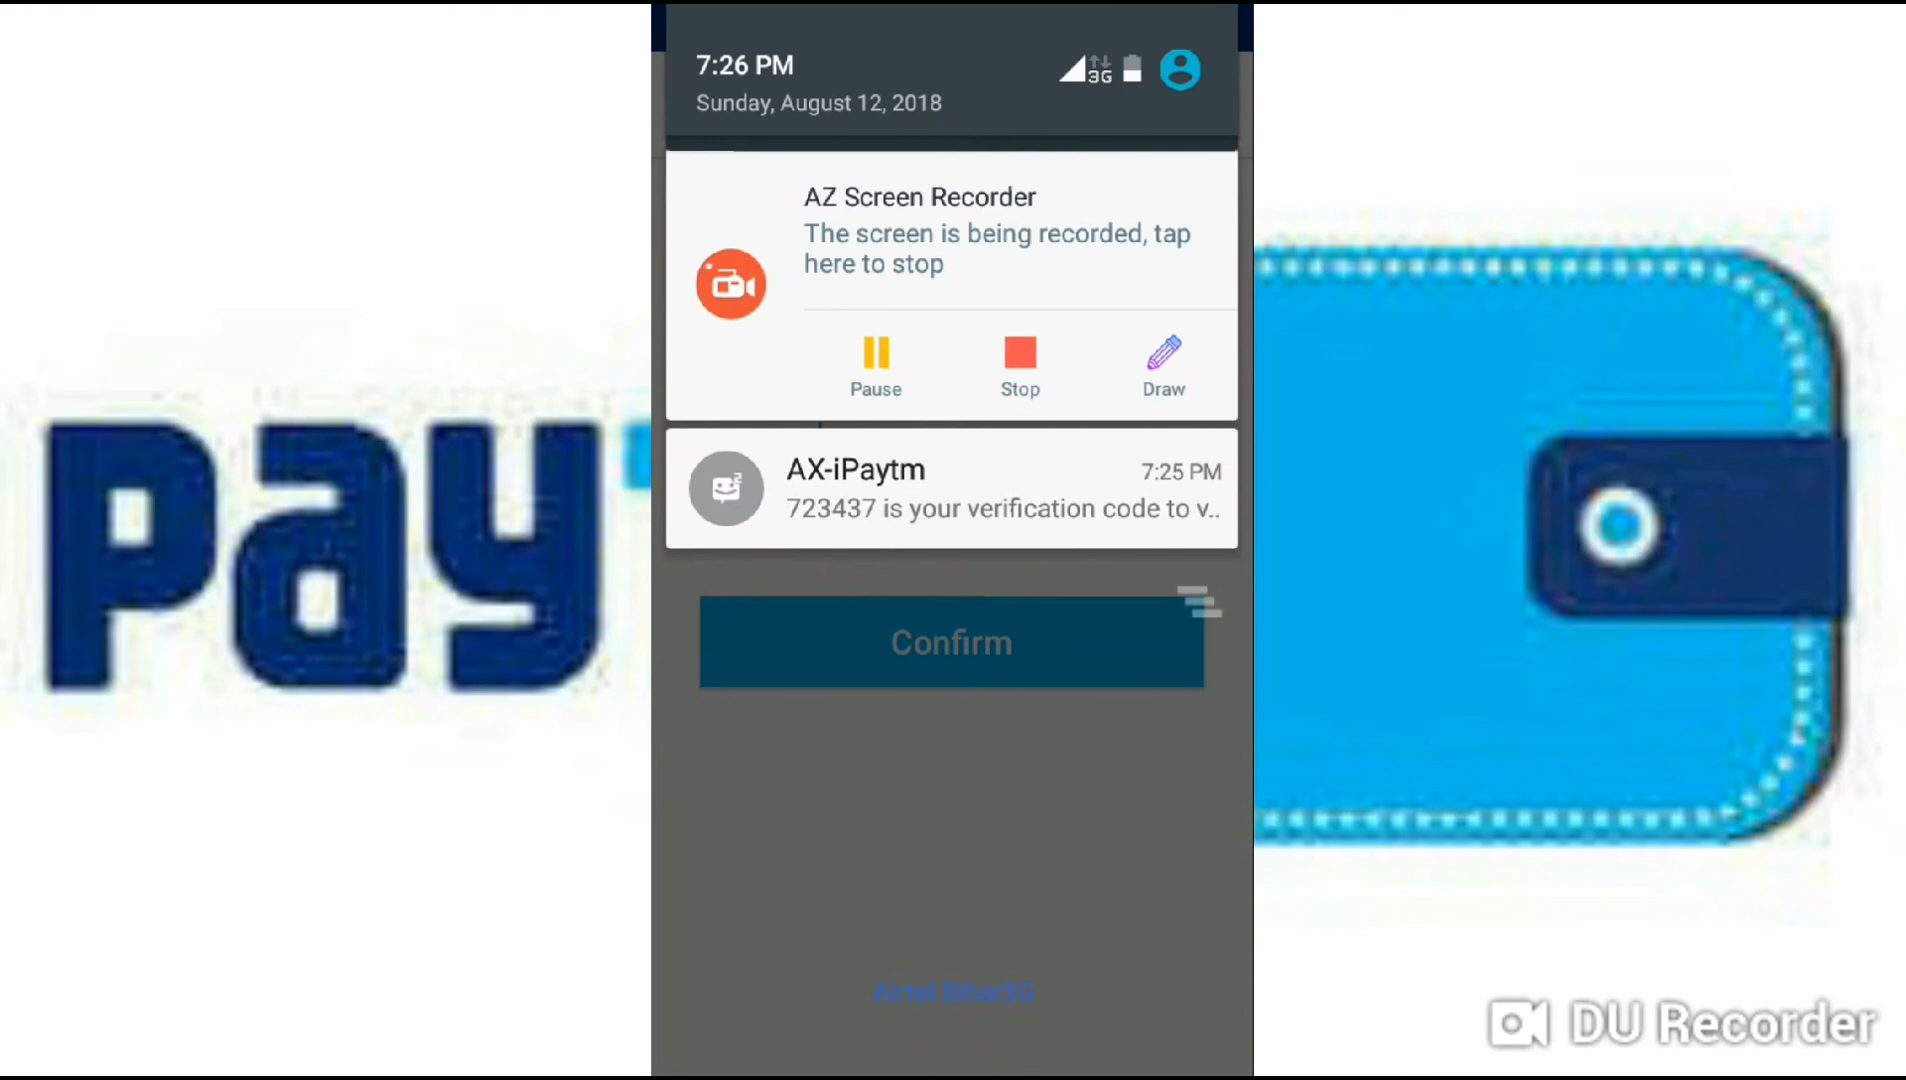 7:26 PM
3G
Sunday, August 12, 2018
AZ Screen Recorder
The screen is being recorded, tap
here to stop
Pause
Stop
Draw
AX-iPaytm
7:25 PM
723437 is your verification code to v..
Pay
Confirm
Airtel Bihar3G
DU Recorder